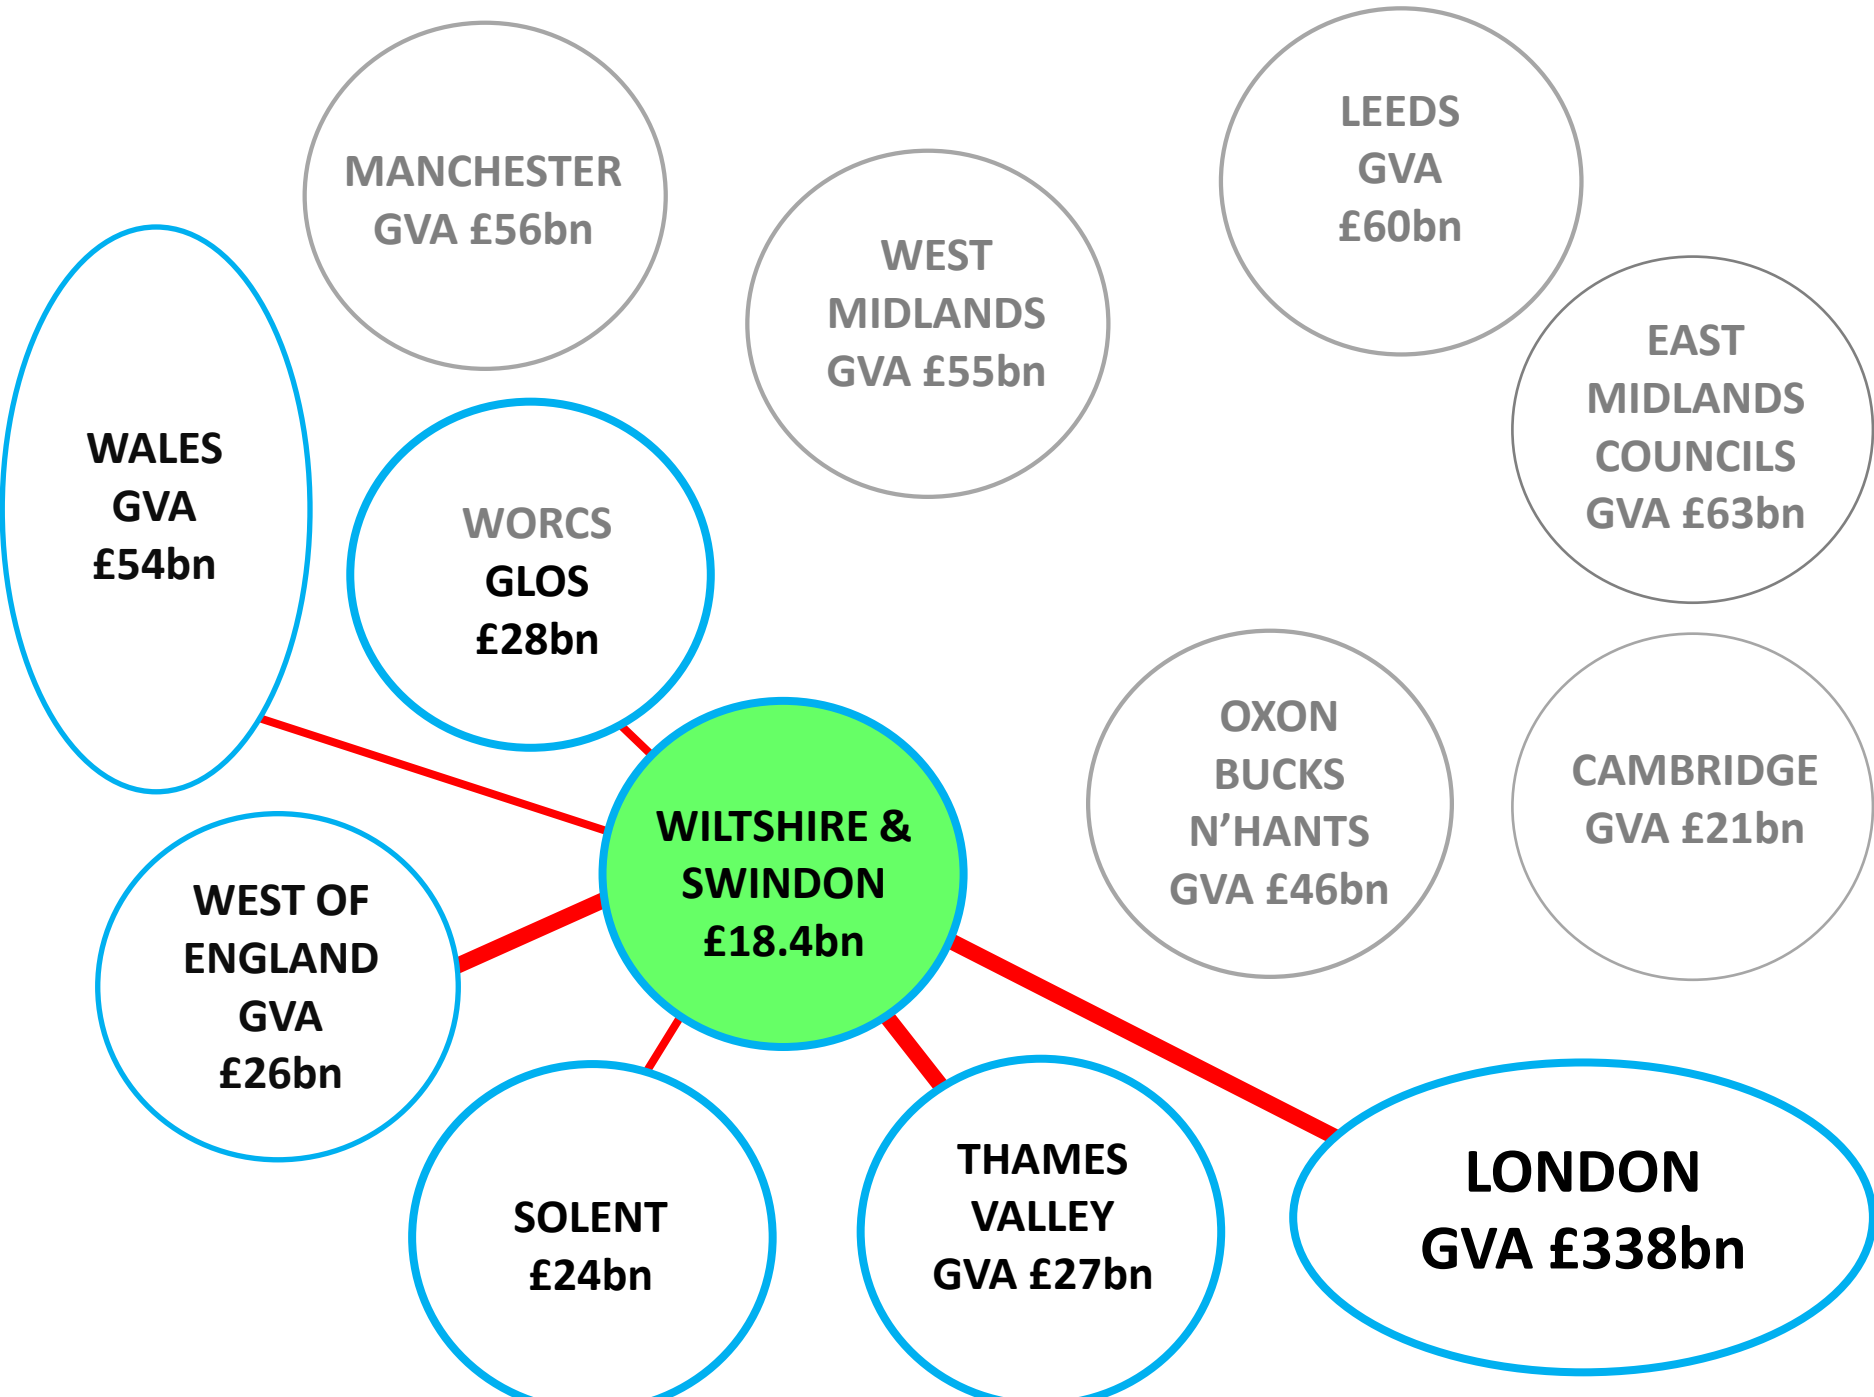 MANCHESTER
GVA £56bn
LEEDS
GVA
£60bn
WEST
MIDLANDS
GVA £55bn
EAST
MIDLANDS
COUNCILS
GVA £63bn
WALES
GVA
£54bn
WORCS
GLOS
£28bn
OXON
BUCKS
N’HANTS
GVA £46bn
CAMBRIDGE
GVA £21bn
WILTSHIRE &
SWINDON
£18.4bn
WEST OF
ENGLAND
GVA
£26bn
SOLENT
£24bn
THAMES
VALLEY
GVA £27bn
LONDON
GVA £338bn